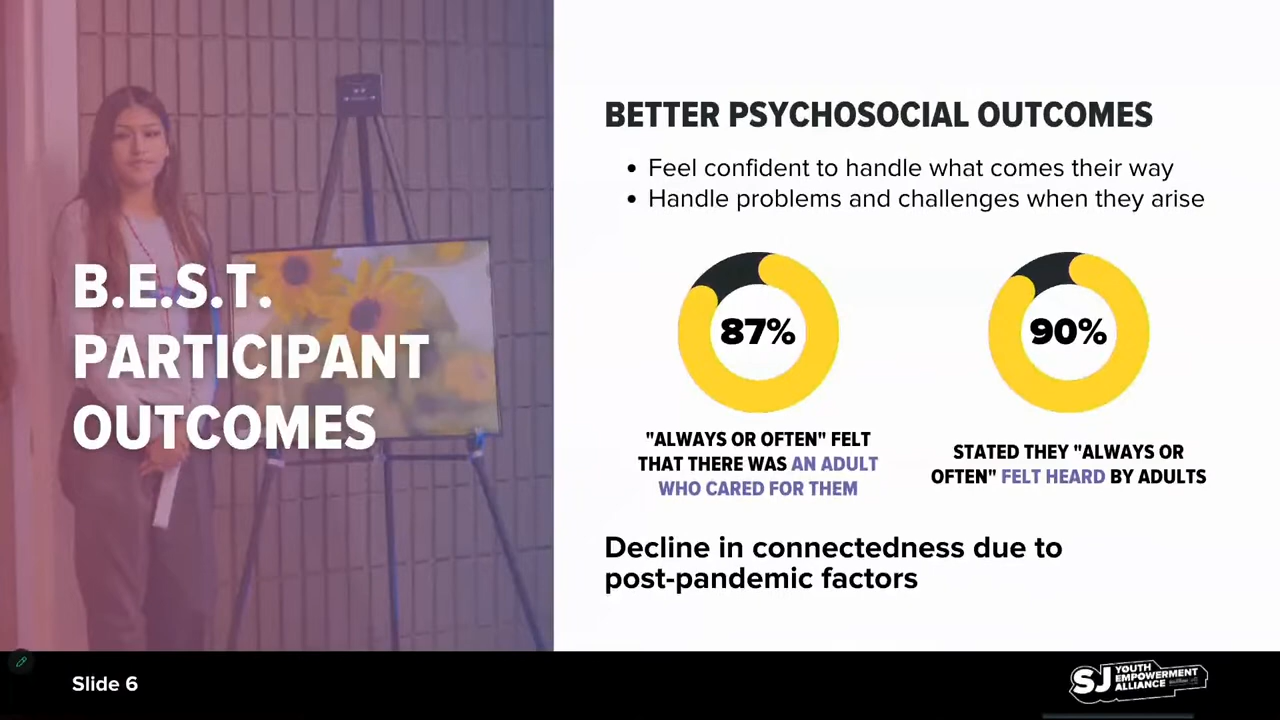 B.E.S.T.
PARTICIPANT
OUTCOMES
BETTER PSYCHOSOCIAL OUTCOMES
• Feel confident to handle what comes their way
• Handle problems and challenges when they arise
87%
"ALWAYS OR OFTEN" FELT
THAT THERE WAS AN ADULT
WHO CARED FOR THEM
90%
STATED THEY "ALWAYS OR
OFTEN" FELT HEARD BY ADULTS
Decline in connectedness due to
post-pandemic factors
Slide 6
SJ YOUTH
EMPOWERMENT
ALLIANCE